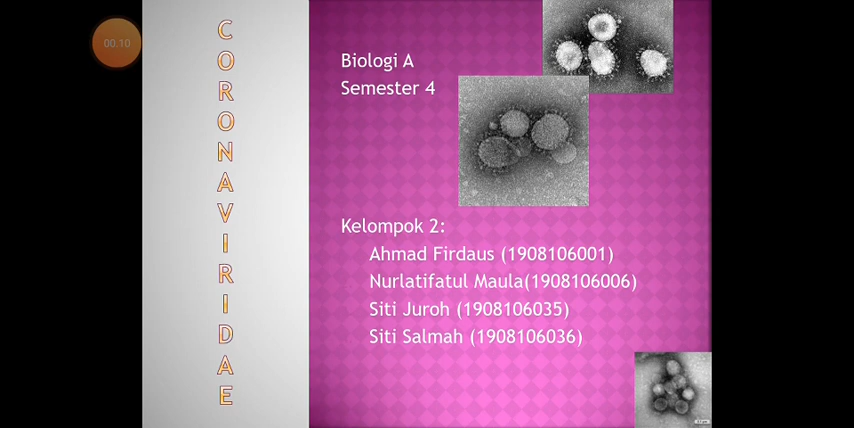 00.10
CORONAVIRIDAE
Biologi A
Semester 4
Kelompok 2:
Ahmad Firdaus (1908106001)
Nurlatifatul Maula(1908106006)
Siti Juroh (1908106035)
Siti Salmah (1908106036)